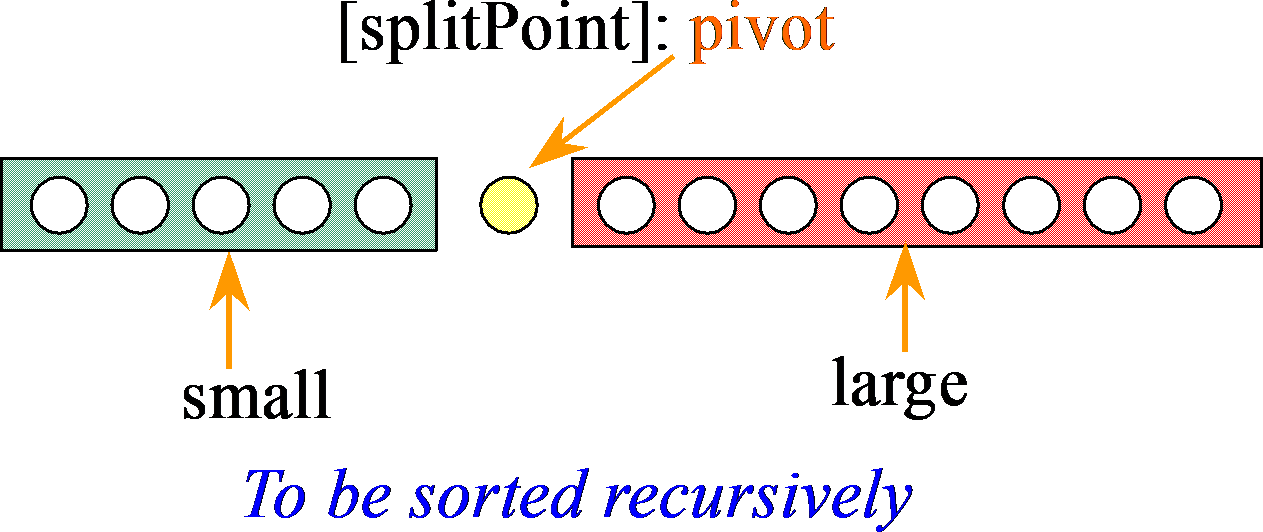 [splitPoint]: pivot
small
large
To be sorted recursively